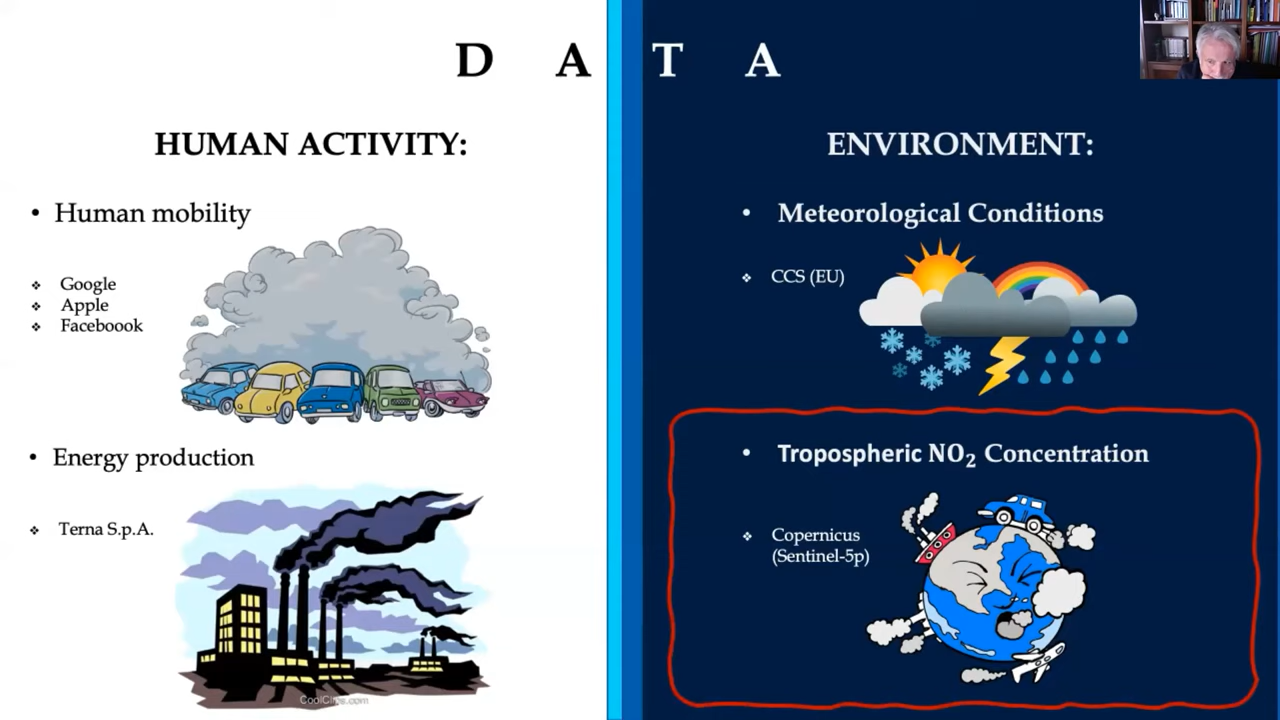 D A T A
HUMAN ACTIVITY:
• Human mobility
❖ Google
❖ Apple
❖ Faceboook
• Energy production
❖ Terna S.p.A.
CoolClips.com
ENVIRONMENT:
• Meteorological Conditions
❖ CCS (EU)
• Tropospheric NO₂ Concentration
❖ Copernicus
(Sentinel-5p)